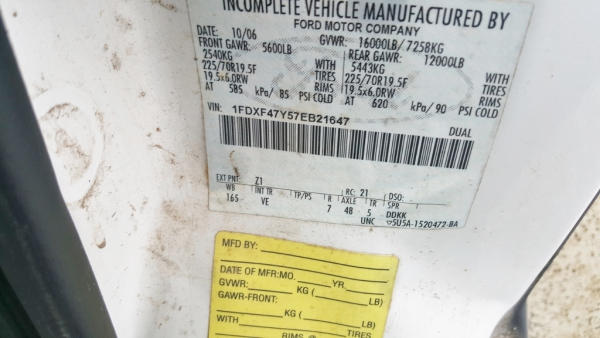 INCOMPLETE VEHICLE MANUFACTURED BY
FORD MOTOR COMPANY
DATE: 10/06 GVWR: 16000LB/ 7258KG
FRONT GAWR: 5600LB REAR GAWR: 12000LB
2540KG WITH 5443KG WITH
225/70R19.5F TIRES 225/70R19.5F TIRES
19.5x6.0RW RIMS 19.5x6.0RW RIMS
AT 585 kPa/ 85 PSI COLD AT 620 kPa/ 90 PSI COLD
VIN: 1FDXF47Y57EB21647
DUAL
EXT PNT: Z1 RC: 21 DSO:
WB INT TR TP/PS R AXLE TR SPR
165 VE 7 48 5 DDKK
UNC 5U5A-1520472-BA
MFD BY:
DATE OF MFR:MO. YR
GVWR: KG ( LB)
GAWR-FRONT:
KG ( LB)
WITH TIRES
RIMS @